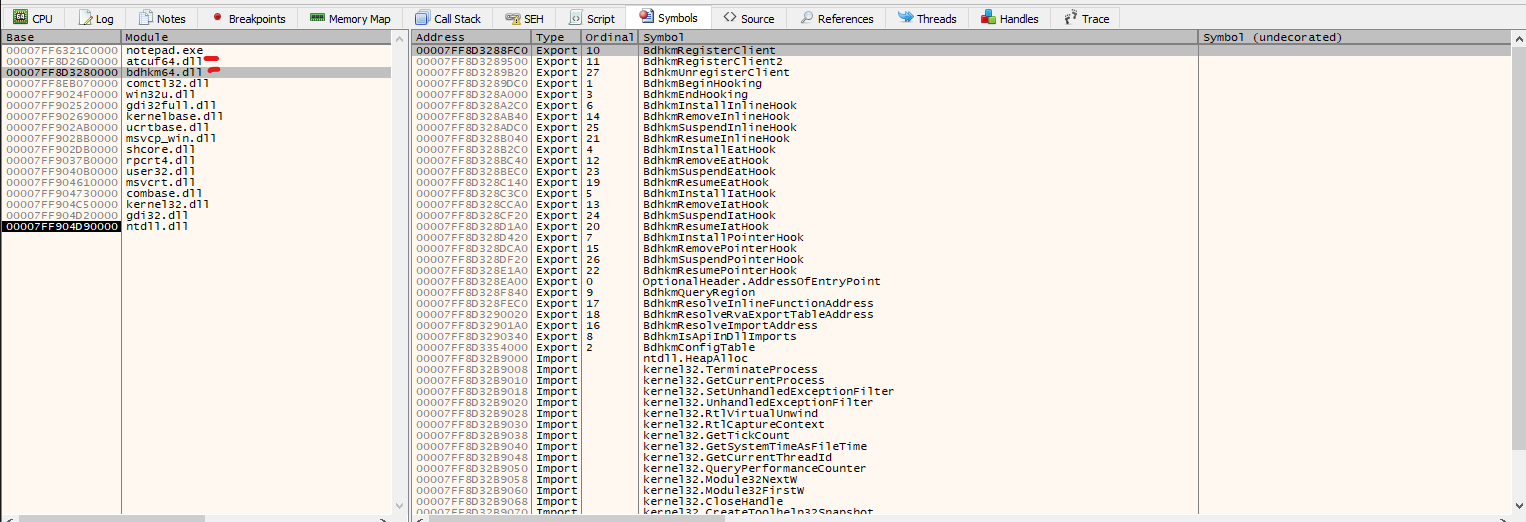 CPU Log Notes Breakpoints Memory Map Call Stack SEH Script Symbols Source References Threads Handles Trace
Base Module
00007FF6321C0000 notepad.exe
00007FF8D26D0000 atcuf64.dll
00007FF8D3280000 bdhkm64.dll
00007FF8EB070000 comctl32.dll
00007FF9024F0000 win32u.dll
00007FF902520000 gdi32full.dll
00007FF902690000 kernelbase.dll
00007FF902AB0000 ucrtbase.dll
00007FF902BB0000 msvcp_win.dll
00007FF902DB0000 shcore.dll
00007FF9037B0000 rpcrt4.dll
00007FF9040B0000 user32.dll
00007FF904610000 msvcrt.dll
00007FF904730000 combase.dll
00007FF904C50000 kernel32.dll
00007FF904D20000 gdi32.dll
00007FF904D90000 ntdll.dll
Address Type Ordinal Symbol Symbol (undecorated)
00007FF8D3288FC0 Export 10 BdhkmRegisterClient
00007FF8D3289500 Export 11 BdhkmRegisterClient2
00007FF8D3289B20 Export 27 BdhkmUnregisterClient
00007FF8D3289DC0 Export 1 BdhkmBeginHooking
00007FF8D328A000 Export 3 BdhkmEndHooking
00007FF8D328A2C0 Export 6 BdhkmInstallInlineHook
00007FF8D328AB40 Export 14 BdhkmRemoveInlineHook
00007FF8D328ADC0 Export 25 BdhkmSuspendInlineHook
00007FF8D328B040 Export 21 BdhkmResumeInlineHook
00007FF8D328B2C0 Export 4 BdhkmInstallEatHook
00007FF8D328BC40 Export 12 BdhkmRemoveEatHook
00007FF8D328BEC0 Export 23 BdhkmSuspendEatHook
00007FF8D328C140 Export 19 BdhkmResumeEatHook
00007FF8D328C3C0 Export 5 BdhkmInstallIatHook
00007FF8D328CCA0 Export 13 BdhkmRemoveIatHook
00007FF8D328CF20 Export 24 BdhkmSuspendIatHook
00007FF8D328D1A0 Export 20 BdhkmResumeIatHook
00007FF8D328D420 Export 7 BdhkmInstallPointerHook
00007FF8D328DCA0 Export 15 BdhkmRemovePointerHook
00007FF8D328DF20 Export 26 BdhkmSuspendPointerHook
00007FF8D328E1A0 Export 22 BdhkmResumePointerHook
00007FF8D328EA00 Export 0 OptionalHeader.AddressOfEntryPoint
00007FF8D328F840 Export 9 BdhkmQueryRegion
00007FF8D328FEC0 Export 17 BdhkmResolveInlineFunctionAddress
00007FF8D3290020 Export 18 BdhkmResolveRvaExportTableAddress
00007FF8D32901A0 Export 16 BdhkmResolveImportAddress
00007FF8D3290340 Export 8 BdhkmIsApiInDllImports
00007FF8D3354000 Export 2 BdhkmConfigTable
00007FF8D32B9000 Import ntdll.HeapAlloc
00007FF8D32B9008 Import kernel32.TerminateProcess
00007FF8D32B9010 Import kernel32.GetCurrentProcess
00007FF8D32B9018 Import kernel32.SetUnhandledExceptionFilter
00007FF8D32B9020 Import kernel32.UnhandledExceptionFilter
00007FF8D32B9028 Import kernel32.RtlVirtualUnwind
00007FF8D32B9030 Import kernel32.RtlCaptureContext
00007FF8D32B9038 Import kernel32.GetTickCount
00007FF8D32B9040 Import kernel32.GetSystemTimeAsFileTime
00007FF8D32B9048 Import kernel32.GetCurrentThreadId
00007FF8D32B9050 Import kernel32.QueryPerformanceCounter
00007FF8D32B9058 Import kernel32.Module32NextW
00007FF8D32B9060 Import kernel32.Module32FirstW
00007FF8D32B9068 Import kernel32.CloseHandle
00007FF8D32B9070 Import kernel32.CreateToolhelp32Snapshot